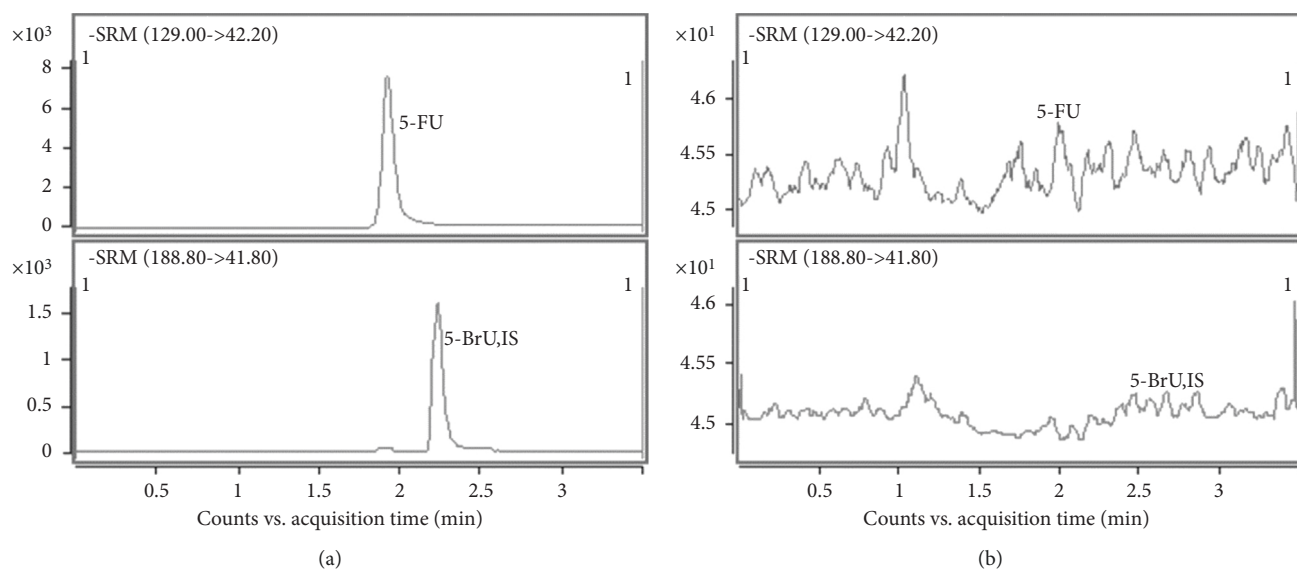 ×10³
-SRM (129.00->42.20)
1
1
8
6
4
2
0
5-FU
×10³
-SRM (188.80->41.80)
1
1
1.5
1
0.5
0
5-BrU,IS
0.5 1 1.5 2 2.5 3
Counts vs. acquisition time (min)
(a)
×10¹
-SRM (129.00->42.20)
1
1
4.6
4.55
4.5
5-FU
×10¹
-SRM (188.80->41.80)
1
1
4.6
4.55
4.5
5-BrU,IS
0.5 1 1.5 2 2.5 3
Counts vs. acquisition time (min)
(b)